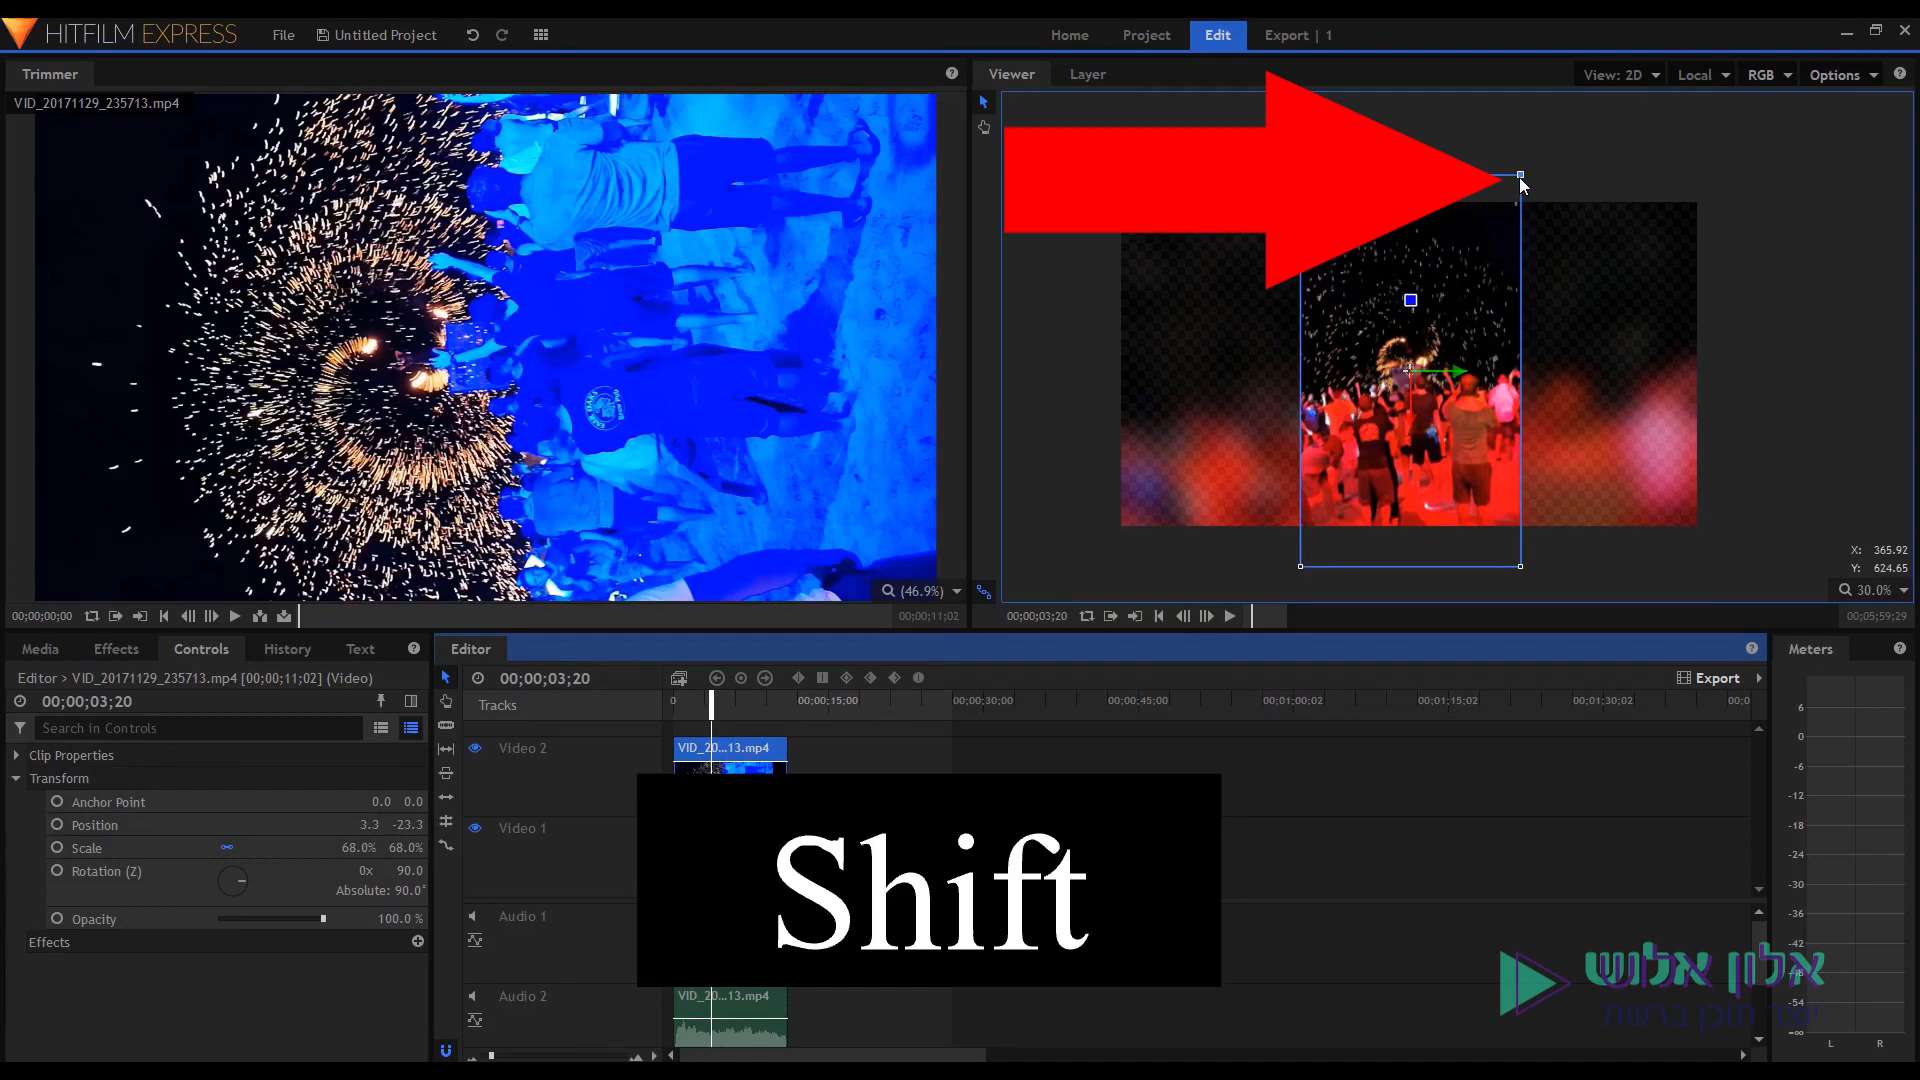 HITFILM EXPRESS
File
Untitled Project
Home
Project
Edit
Export | 1
Trimmer
VID_20171129_235713.mp4
(46.9%)
00;00;00;00
00;00;11;02
Viewer
Layer
View: 2D
Local
RGB
Options
X: 365.92
Y: 624.65
30.0%
00;00;03;20
00;05;59;29
Media
Effects
Controls
History
Text
Editor > VID_20171129_235713.mp4 [00;00;11;02] (Video)
00;00;03;20
Search in Controls
Clip Properties
Transform
Anchor Point 0.0 0.0
Position 3.3 -23.3
Scale 68.0% 68.0%
Rotation (Z) 0x 90.0
Absolute: 90.0°
Opacity 100.0 %
Effects
Editor
00;00;03;20
Export
Tracks
0
00;00;15;00
00;00;30;00
00;00;45;00
00;01;00;02
00;01;15;02
00;01;30;02
00;0
Video 2
VID_20...13.mp4
Video 1
Shift
Audio 1
Audio 2
VID_20...13.mp4
Meters
6
0
-6
-12
-18
-24
-30
-36
-42
-48
-54
-∞
L R
אלון אלוש
יוצר תוכן ברשת